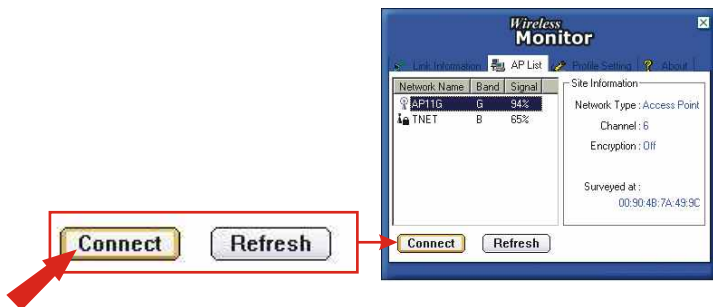 Wireless
Monitor
Link Information AP List Profile Setting About
Network Name Band Signal
AP11G G 94%
TNET B 65%
Site Information
Network Type : Access Point
Channel : 6
Encryption : Off
Surveyed at :
00:90:4B:7A:49:9C
Connect Refresh
Connect Refresh